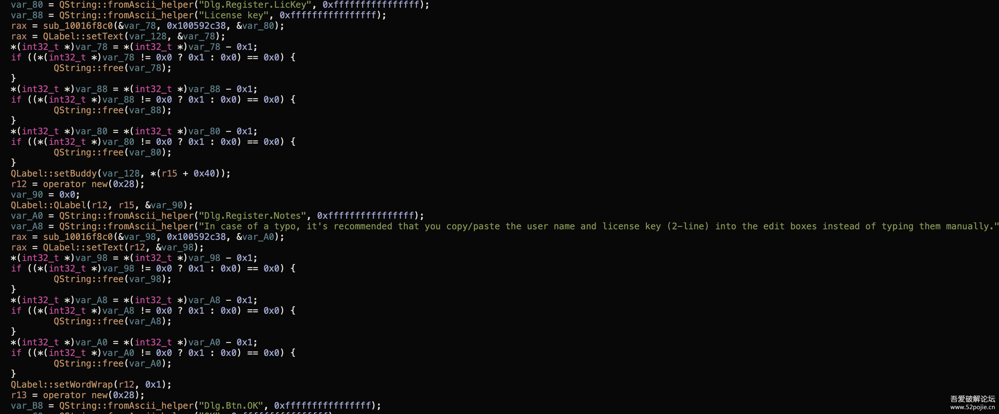 var_80 = QString::fromAscii_helper("Dlg.Register.LicKey", 0xffffffffffffffff);
var_88 = QString::fromAscii_helper("License key", 0xffffffffffffffff);
rax = sub_10016f8c0(&var_78, 0x100592c38, &var_80);
rax = QLabel::setText(var_128, &var_78);
*(int32_t *)var_78 = *(int32_t *)var_78 - 0x1;
if ((*(int32_t *)var_78 != 0x0 ? 0x1 : 0x0) == 0x0) {
        QString::free(var_78);
}
*(int32_t *)var_88 = *(int32_t *)var_88 - 0x1;
if ((*(int32_t *)var_88 != 0x0 ? 0x1 : 0x0) == 0x0) {
        QString::free(var_88);
}
*(int32_t *)var_80 = *(int32_t *)var_80 - 0x1;
if ((*(int32_t *)var_80 != 0x0 ? 0x1 : 0x0) == 0x0) {
        QString::free(var_80);
}
QLabel::setBuddy(var_128, *(r15 + 0x40));
r12 = operator new(0x28);
var_90 = 0x0;
QLabel::QLabel(r12, r15, &var_90);
var_A0 = QString::fromAscii_helper("Dlg.Register.Notes", 0xffffffffffffffff);
var_A8 = QString::fromAscii_helper("In case of a typo, it's recommended that you copy/paste the user name and license key (2-line) into the edit boxes instead of typing them manually."
rax = sub_10016f8c0(&var_98, 0x100592c38, &var_A0);
rax = QLabel::setText(r12, &var_98);
*(int32_t *)var_98 = *(int32_t *)var_98 - 0x1;
if ((*(int32_t *)var_98 != 0x0 ? 0x1 : 0x0) == 0x0) {
        QString::free(var_98);
}
*(int32_t *)var_A8 = *(int32_t *)var_A8 - 0x1;
if ((*(int32_t *)var_A8 != 0x0 ? 0x1 : 0x0) == 0x0) {
        QString::free(var_A8);
}
*(int32_t *)var_A0 = *(int32_t *)var_A0 - 0x1;
if ((*(int32_t *)var_A0 != 0x0 ? 0x1 : 0x0) == 0x0) {
        QString::free(var_A0);
}
QLabel::setWordWrap(r12, 0x1);
r13 = operator new(0x28);
var_B8 = QString::fromAscii_helper("Dlg.Btn.OK", 0xffffffffffffffff);
吾爱破解论坛
www.52pojie.cn